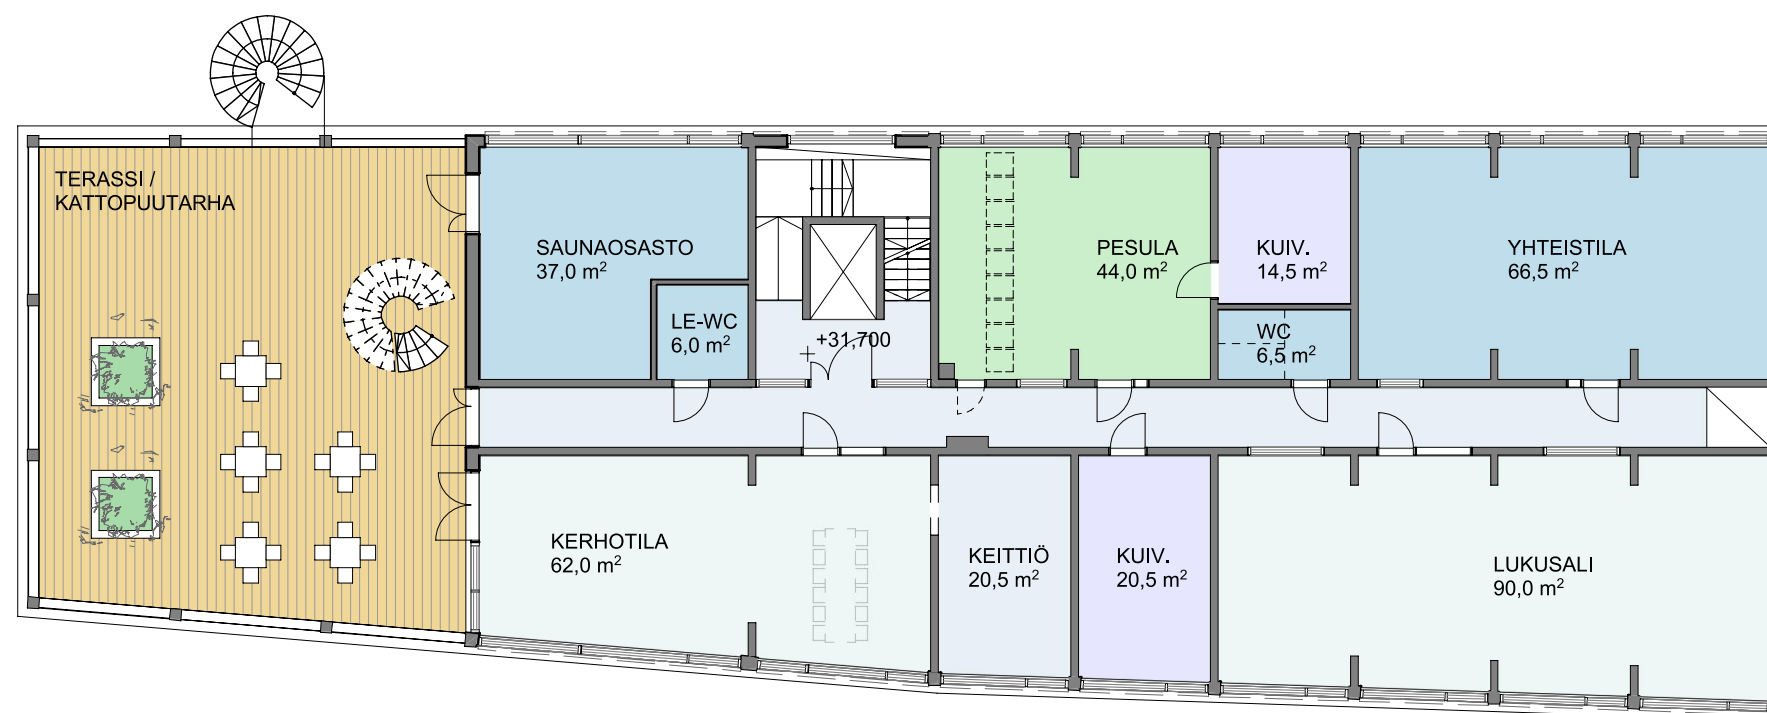 TERASSI /
KATTOPUUTARHA
SAUNAOSASTO
37,0 m²
LE-WC
6,0 m²
+31,700
PESULA
44,0 m²
KUIV.
14,5 m²
WC
6,5 m²
YHTEISTILA
66,5 m²
KERHOTILA
62,0 m²
KEITTIÖ
20,5 m²
KUIV.
20,5 m²
LUKUSALI
90,0 m²